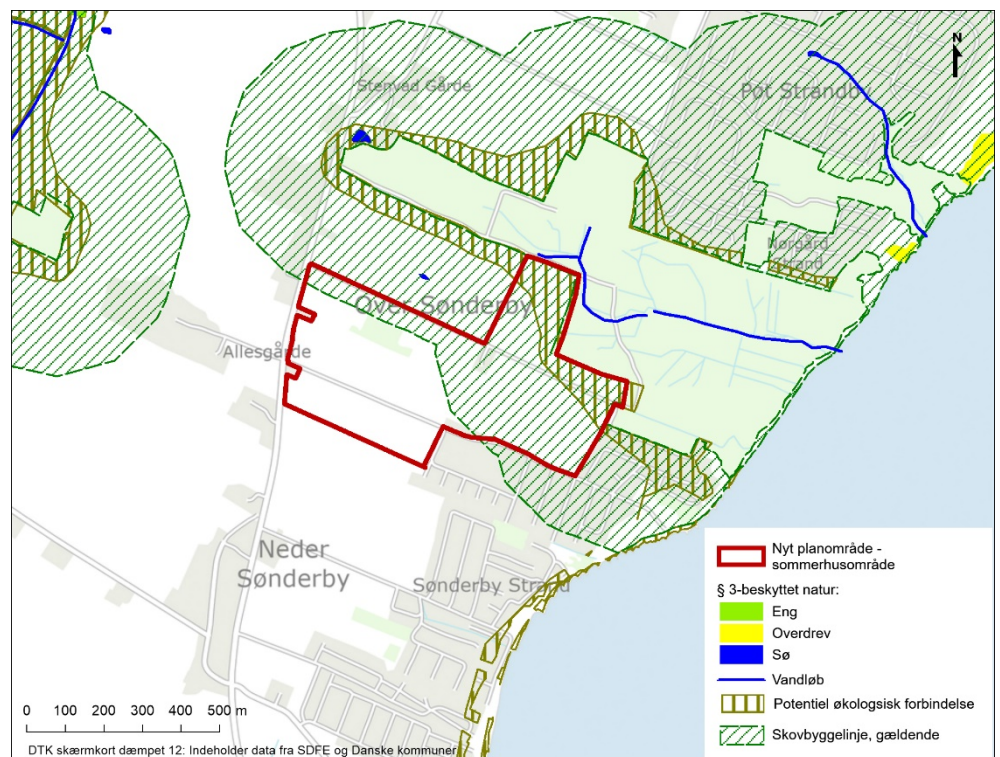 N
Stenvad Gårde
Pot Strandby
Nørgård
Strand
Over Sønderby
Allesgårde
Neder
Sønderby
Sønderby Strand
Nyt planområde -
sommerhusområde
§ 3-beskyttet natur:
Eng
Overdrev
Sø
Vandløb
Potentiel økologsisk forbindelse
Skovbyggelinje, gældende
0 100 200 300 400 500 m
DTK skærmkort dæmpet 12: Indeholder data fra SDFE og Danske kommuner